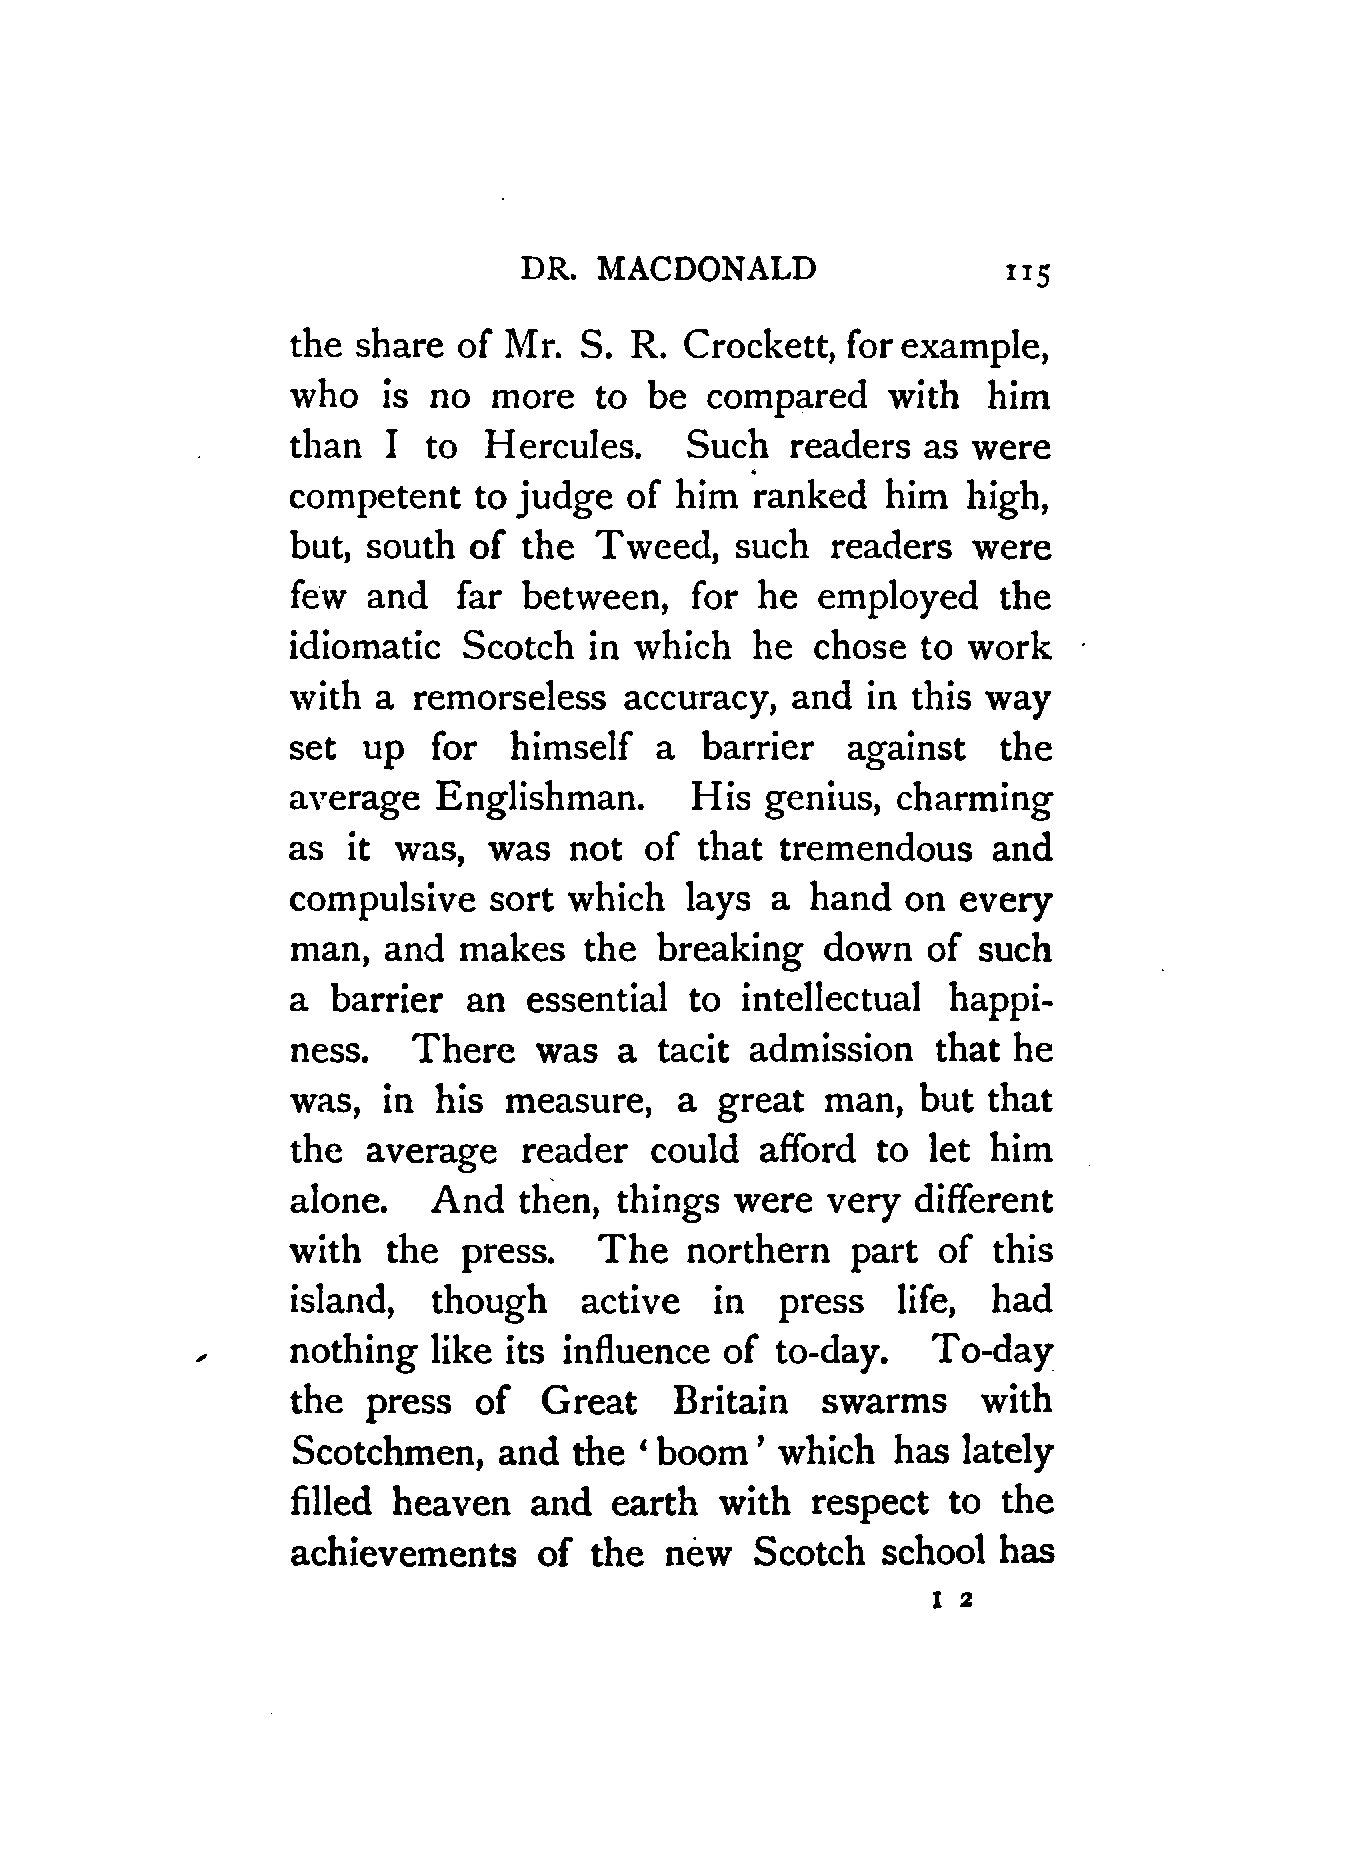 DR. MACDONALD 115
the share of Mr. S. R. Crockett, for example,
who is no more to be compared with him
than I to Hercules. Such readers as were
competent to judge of him ranked him high,
but, south of the Tweed, such readers were
few and far between, for he employed the
idiomatic Scotch in which he chose to work
with a remorseless accuracy, and in this way
set up for himself a barrier against the
average Englishman. His genius, charming
as it was, was not of that tremendous and
compulsive sort which lays a hand on every
man, and makes the breaking down of such
a barrier an essential to intellectual happi-
ness. There was a tacit admission that he
was, in his measure, a great man, but that
the average reader could afford to let him
alone. And then, things were very different
with the press. The northern part of this
island, though active in press life, had
nothing like its influence of to-day. To-day
the press of Great Britain swarms with
Scotchmen, and the ‘boom’ which has lately
filled heaven and earth with respect to the
achievements of the new Scotch school has
I 2